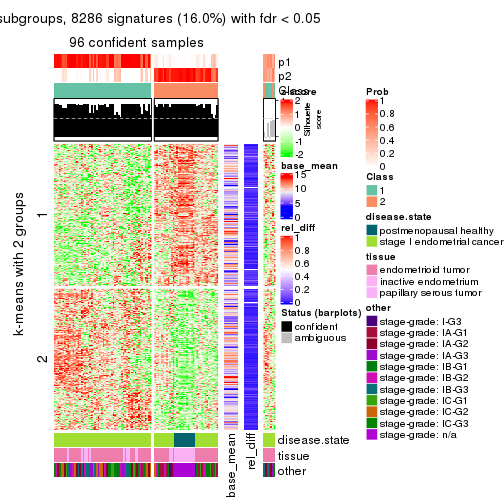 subgroups, 8286 signatures (16.0%) with fdr < 0.05
96 confident samples
p1
p2
Class
Silhouette
score
z-score
2
1
0
-1
-2
base_mean
15
10
5
0
rel_diff
1
0.8
0.6
0.4
0.2
0
Status (barplots)
confident
ambiguous
Prob
1
0.8
0.6
0.4
0.2
0
Class
1
2
disease.state
postmenopausal healthy
stage I endometrial cancer
tissue
endometrioid tumor
inactive endometrium
papillary serous tumor
other
stage-grade: I-G3
stage-grade: IA-G1
stage-grade: IA-G2
stage-grade: IA-G3
stage-grade: IB-G1
stage-grade: IB-G2
stage-grade: IB-G3
stage-grade: IC-G1
stage-grade: IC-G2
stage-grade: IC-G3
stage-grade: n/a
k-means with 2 groups
1
2
disease.state
tissue
other
base_mean
rel_diff